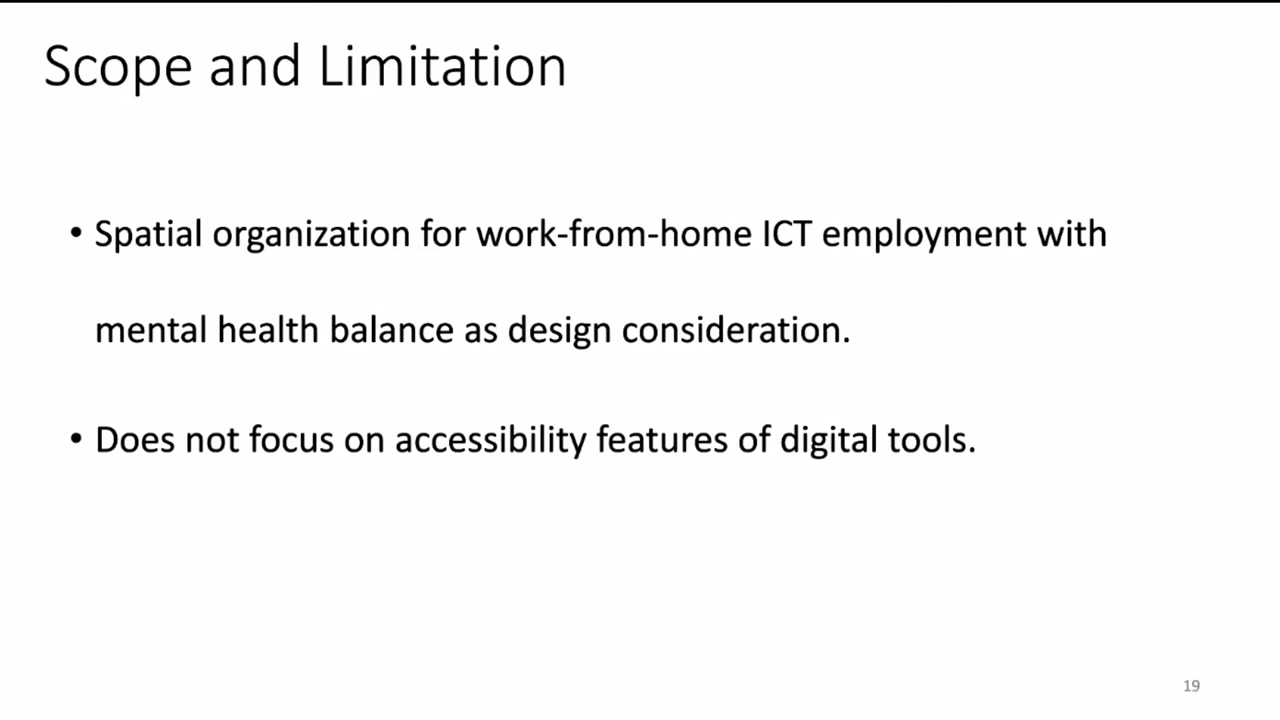 Scope and Limitation
• Spatial organization for work-from-home ICT employment with
mental health balance as design consideration.
• Does not focus on accessibility features of digital tools.
19